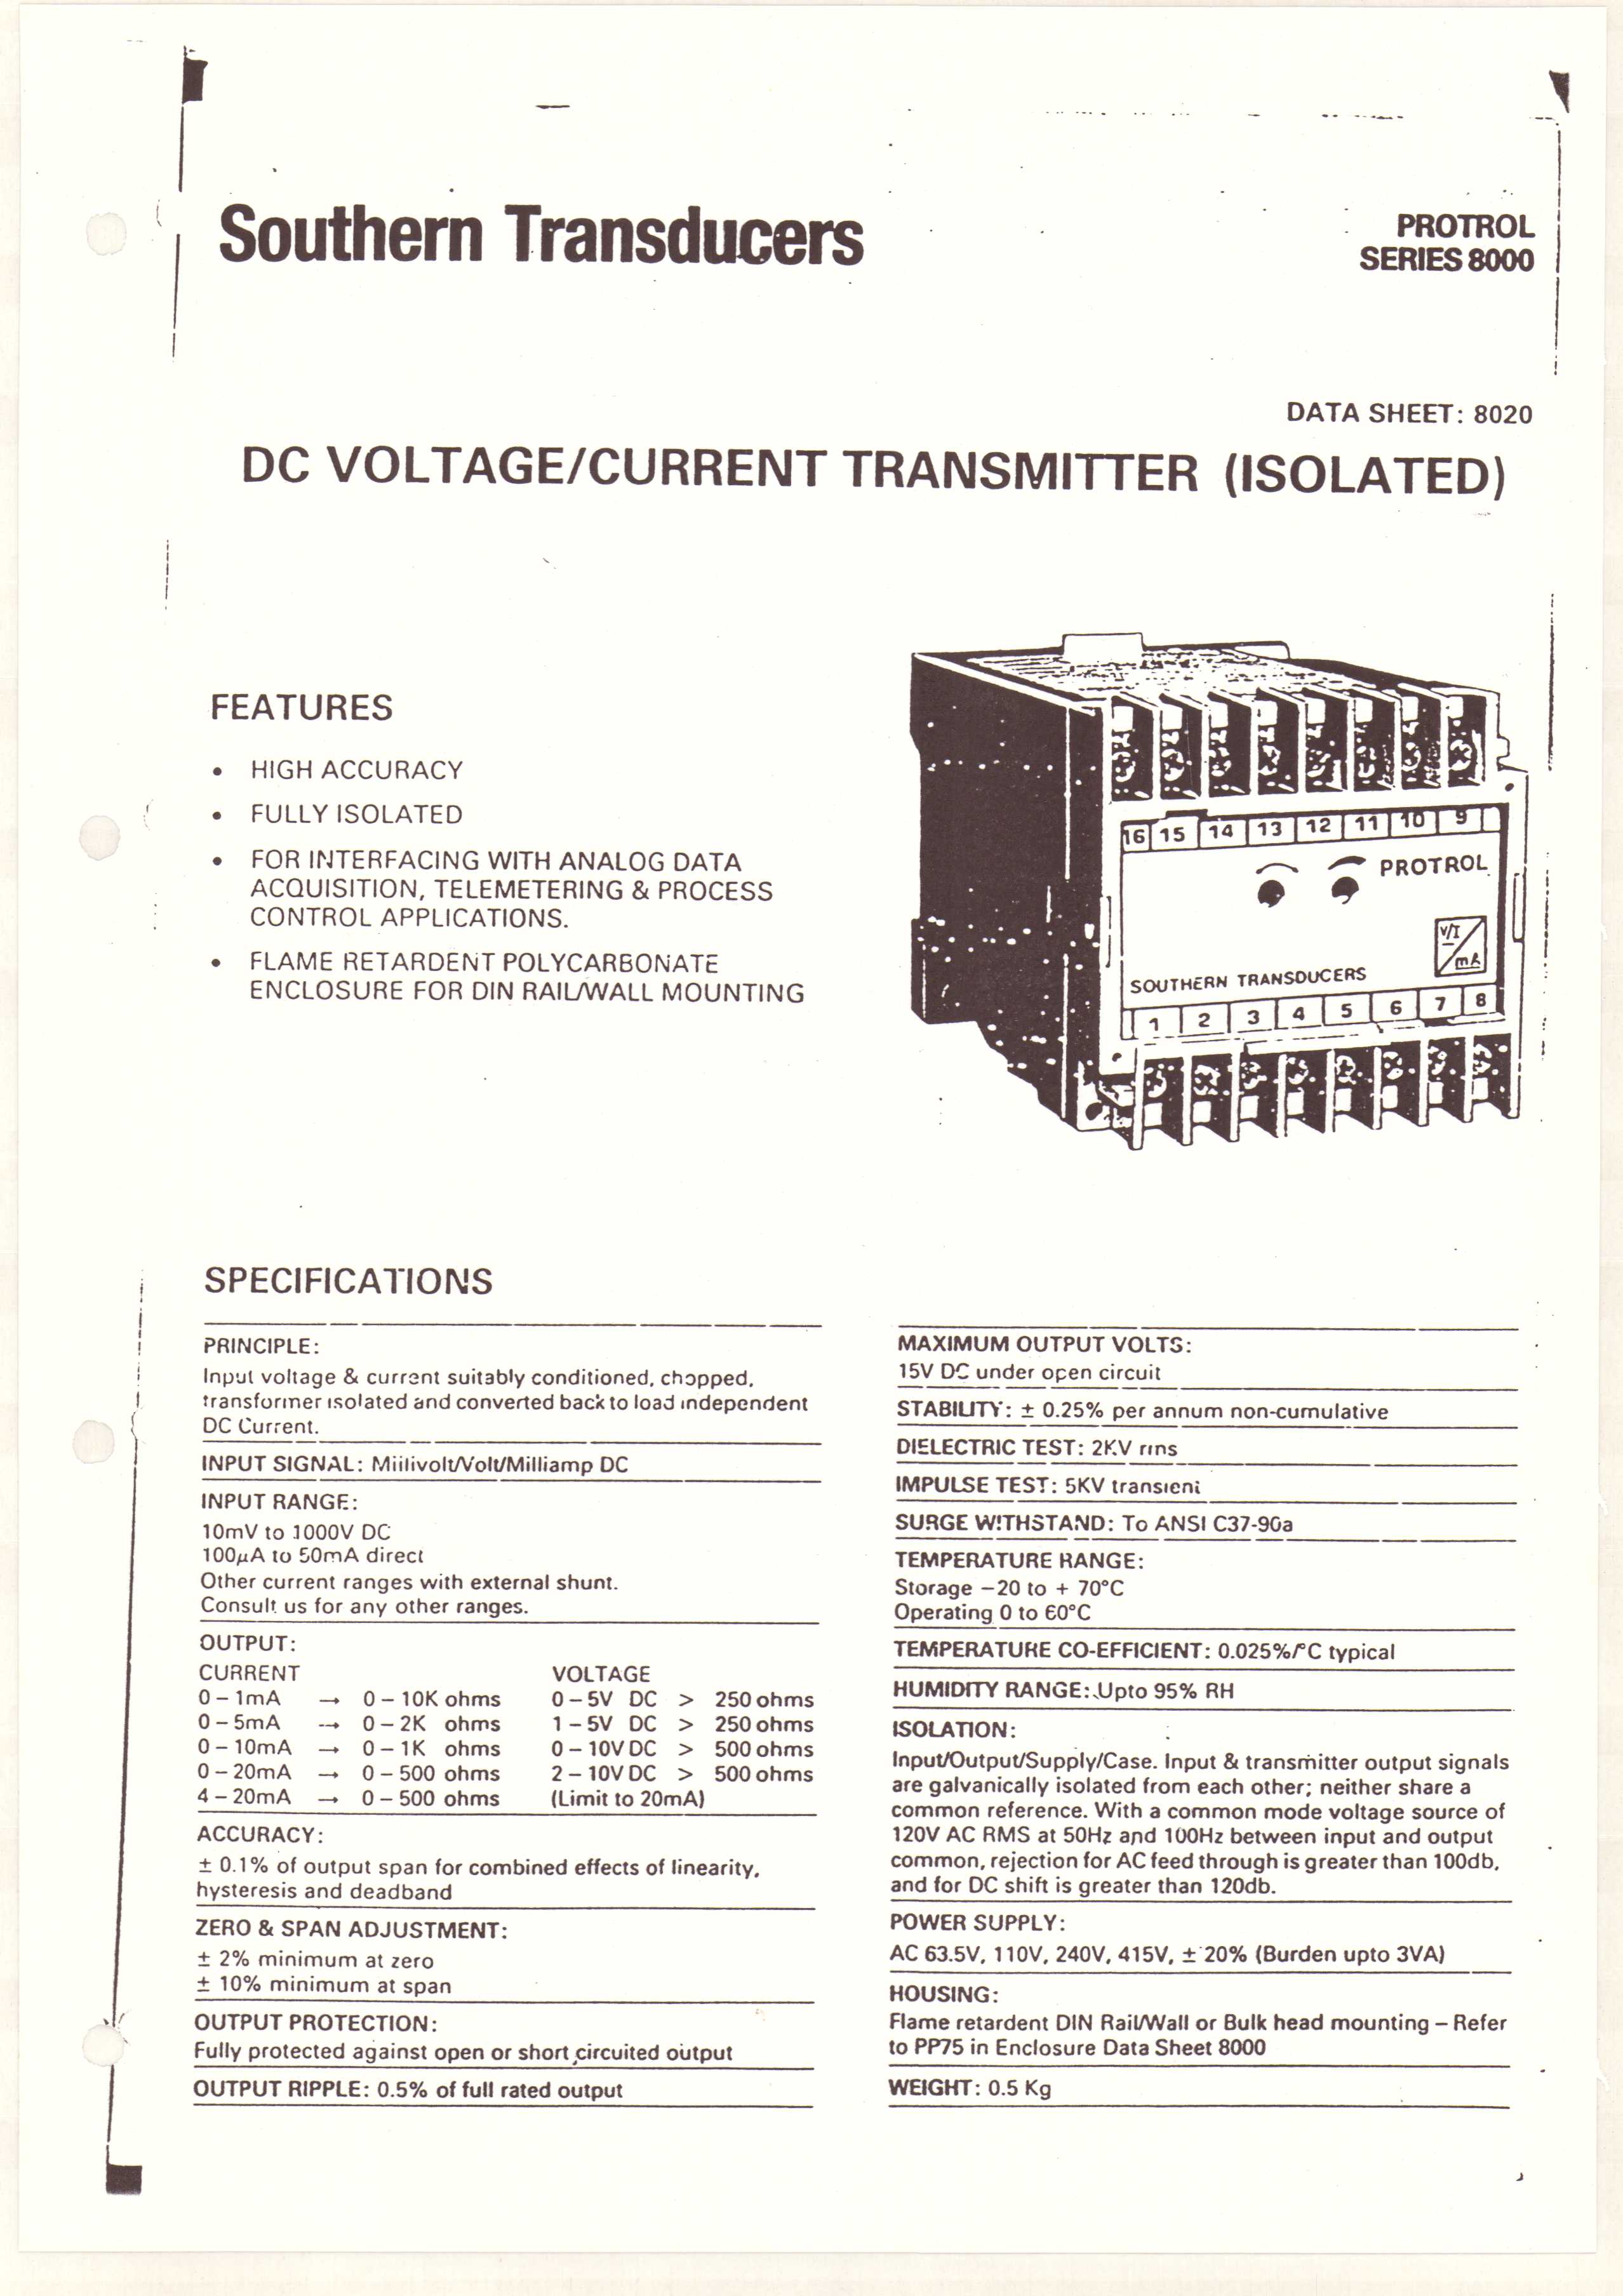 Southern Transducers
PROTROL
SERIES 8000
DATA SHEET: 8020
DC VOLTAGE/CURRENT TRANSMITTER (ISOLATED)
FEATURES
• HIGH ACCURACY
• FULLY ISOLATED
• FOR INTERFACING WITH ANALOG DATA
ACQUISITION, TELEMETERING & PROCESS
CONTROL APPLICATIONS.
• FLAME RETARDENT POLYCARBONATE
ENCLOSURE FOR DIN RAIL/WALL MOUNTING
16 15 14 13 12 11 10 9
PROTROL
V/I
mA
SOUTHERN TRANSDUCERS
1 2 3 4 5 6 7 8
SPECIFICATIONS
PRINCIPLE:
Input voltage & current suitably conditioned, chopped,
transformer isolated and converted back to load independent
DC Current.
INPUT SIGNAL: Millivolt/Volt/Milliamp DC
INPUT RANGE:
10mV to 1000V DC
100µA to 50mA direct
Other current ranges with external shunt.
Consult us for any other ranges.
OUTPUT:
CURRENT VOLTAGE
0 – 1mA → 0 – 10K ohms 0 – 5V DC > 250 ohms
0 – 5mA → 0 – 2K ohms 1 – 5V DC > 250 ohms
0 – 10mA → 0 – 1K ohms 0 – 10V DC > 500 ohms
0 – 20mA → 0 – 500 ohms 2 – 10V DC > 500 ohms
4 – 20mA → 0 – 500 ohms (Limit to 20mA)
ACCURACY:
± 0.1% of output span for combined effects of linearity,
hysteresis and deadband
ZERO & SPAN ADJUSTMENT:
± 2% minimum at zero
± 10% minimum at span
OUTPUT PROTECTION:
Fully protected against open or short circuited output
OUTPUT RIPPLE: 0.5% of full rated output
MAXIMUM OUTPUT VOLTS:
15V DC under open circuit
STABILITY: ± 0.25% per annum non-cumulative
DIELECTRIC TEST: 2KV rms
IMPULSE TEST: 5KV transient
SURGE WITHSTAND: To ANSI C37-90a
TEMPERATURE RANGE:
Storage –20 to + 70°C
Operating 0 to 60°C
TEMPERATURE CO-EFFICIENT: 0.025%/°C typical
HUMIDITY RANGE: Upto 95% RH
ISOLATION:
Input/Output/Supply/Case. Input & transmitter output signals
are galvanically isolated from each other; neither share a
common reference. With a common mode voltage source of
120V AC RMS at 50Hz and 100Hz between input and output
common, rejection for AC feed through is greater than 100db,
and for DC shift is greater than 120db.
POWER SUPPLY:
AC 63.5V, 110V, 240V, 415V, ± 20% (Burden upto 3VA)
HOUSING:
Flame retardent DIN Rail/Wall or Bulk head mounting – Refer
to PP75 in Enclosure Data Sheet 8000
WEIGHT: 0.5 Kg